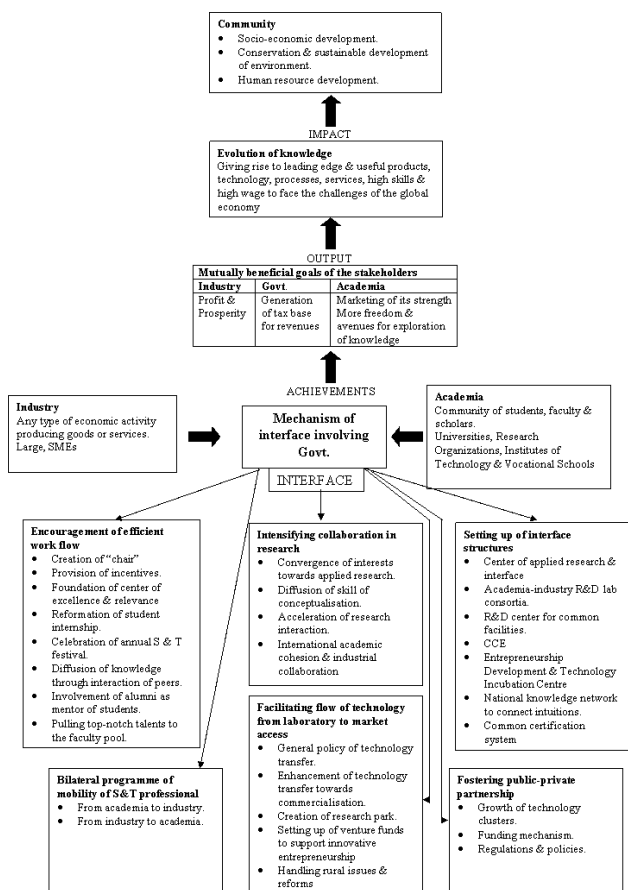 Community
• Socio-economic development.
• Conservation & sustainable development
of environment.
• Human resource development.
IMPACT
Evolution of knowledge
Giving rise to leading edge & useful products,
technology, processes, services, high skills &
high wage to face the challenges of the global
economy
OUTPUT
Mutually beneficial goals of the stakeholders
Industry Govt. Academia
Profit & Generation Marketing of its strength
Prosperity of tax base More freedom &
for revenues avenues for exploration
of knowledge
ACHIEVEMENTS
Industry
Any type of economic activity
producing goods or services.
Large, SMEs
Mechanism of
interface involving
Govt.
INTERFACE
Academia
Community of students, faculty &
scholars.
Universities, Research
Organizations, Institutes of
Technology & Vocational Schools
Encouragement of efficient
work flow
• Creation of “chair”
• Provision of incentives.
• Foundation of center of
excellence & relevance
• Reformation of student
internship.
• Celebration of annual S & T
festival.
• Diffusion of knowledge
through interaction of peers.
• Involvement of alumni as
mentor of students.
• Pulling top-notch talents to
the faculty pool.
Intensifying collaboration in
research
• Convergence of interests
towards applied research.
• Diffusion of skill of
conceptualisation.
• Acceleration of research
interaction.
• International academic
cohesion & industrial
collaboration
Setting up of interface
structures
• Center of applied research &
interface
• Academia-industry R&D lab
consortia.
• R&D center for common
facilities.
• CCE
• Entrepreneurship
Development & Technology
Incubation Centre
• National knowledge network
to connect intuitions.
• Common certification
system
Bilateral programme of
mobility of S&T professional
• From academia to industry.
• From industry to academia.
Facilitating flow of technology
from laboratory to market
access
• General policy of technology
transfer.
• Enhancement of technology
transfer towards
commercialisation.
• Creation of research park.
• Setting up of venture funds
to support innovative
entrepreneurship
• Handling rural issues &
reforms
Fostering public-private
partnership
• Growth of technology
clusters.
• Funding mechanism.
• Regulations & policies.